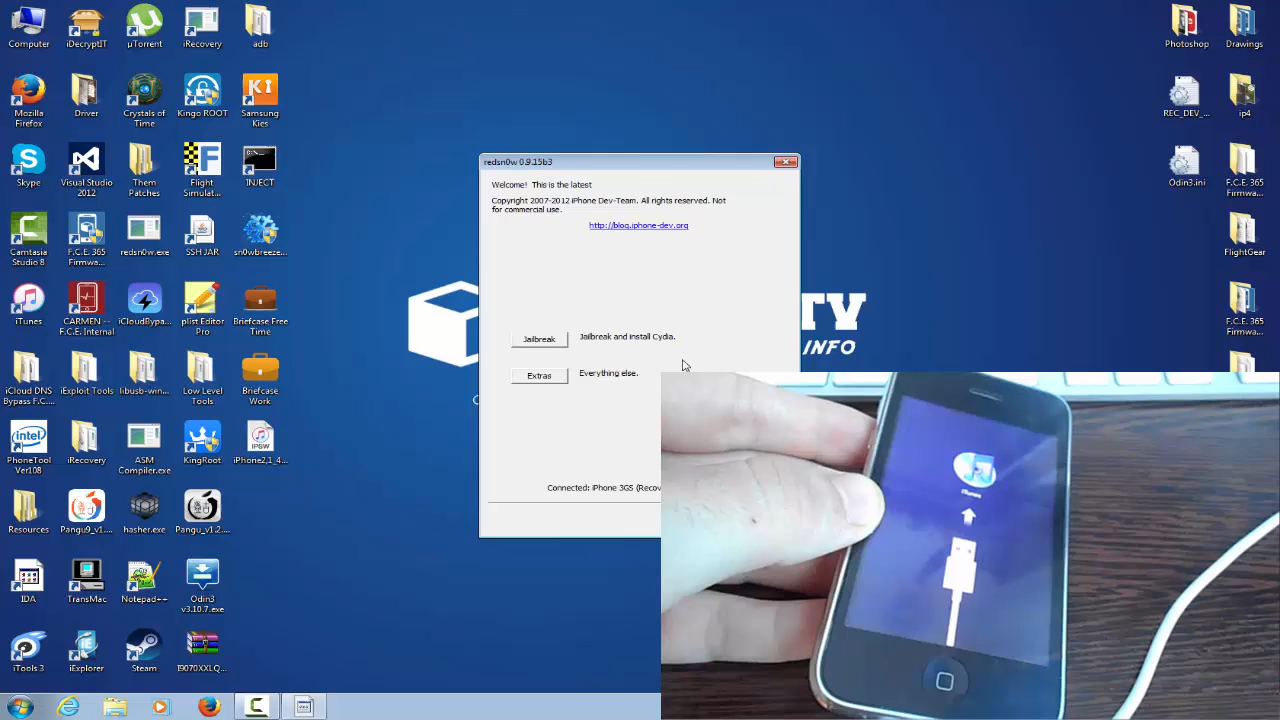 Computer
iDecryptIT
µTorrent
iRecovery
adb
Photoshop
Drawings
Mozilla
Firefox
Driver
Crystals of
Time
Kingo ROOT
Samsung
Kies
REC_DEV_...
ip4
Skype
Visual Studio
2012
Them
Patches
Flight
Simulat...
INJECT
Odin3.ini
F.C.E. 365
Firmwa...
Camtasia
Studio 8
F.C.E. 365
Firmwa...
redsn0w.exe
SSH JAR
sn0wbreeze...
FlightGear
iTunes
CARMEN --
F.C.E. Internal
iCloudBypa...
plist Editor
Pro
Briefcase Free
Time
F.C.E. 365
Firmwa...
iCloud DNS
Bypass F.C....
iExploit Tools
libusb-win...
Low Level
Tools
Briefcase
Work
PhoneTool
Ver108
iRecovery
ASM
Compiler.exe
KingRoot
iPhone2,1_4...
Resources
Pangu9_v1....
hasher.exe
Pangu_v1.2....
IDA
TransMac
Notepad++
Odin3
v3.10.7.exe
iTools 3
iExplorer
Steam
I9070XXLQ...
redsn0w 0.9.15b3
Welcome! This is the latest
Copyright 2007-2012 iPhone Dev-Team. All rights reserved. Not
for commercial use.
http://blog.iphone-dev.org
Jailbreak
Jailbreak and install Cydia.
Extras
Everything else.
Connected: iPhone 3GS (Recov
TV
INFO
iTunes